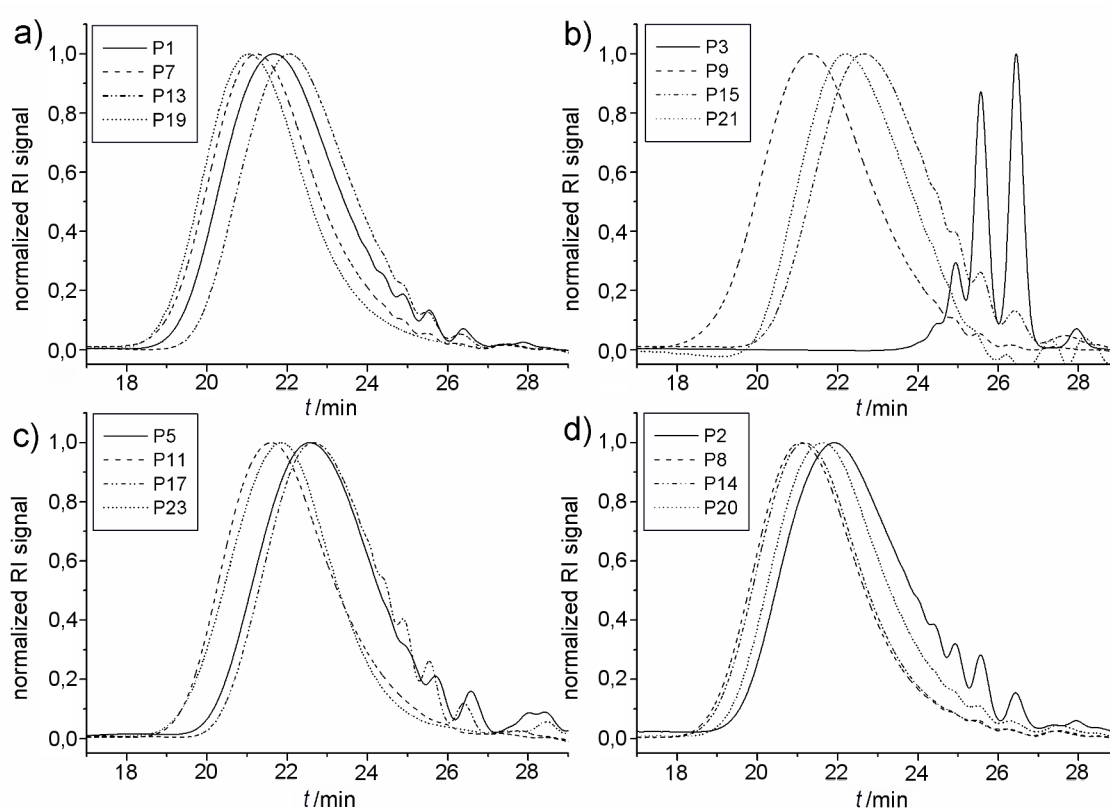 a)
P1
P7
P13
P19
normalized RI signal
1,0
0,8
0,6
0,4
0,2
0,0
18 20 22 24 26 28
t /min
b)
P3
P9
P15
P21
normalized RI signal
1,0
0,8
0,6
0,4
0,2
0,0
18 20 22 24 26 28
t /min
c)
P5
P11
P17
P23
normalized RI signal
1,0
0,8
0,6
0,4
0,2
0,0
18 20 22 24 26 28
t /min
d)
P2
P8
P14
P20
normalized RI signal
1,0
0,8
0,6
0,4
0,2
0,0
18 20 22 24 26 28
t /min